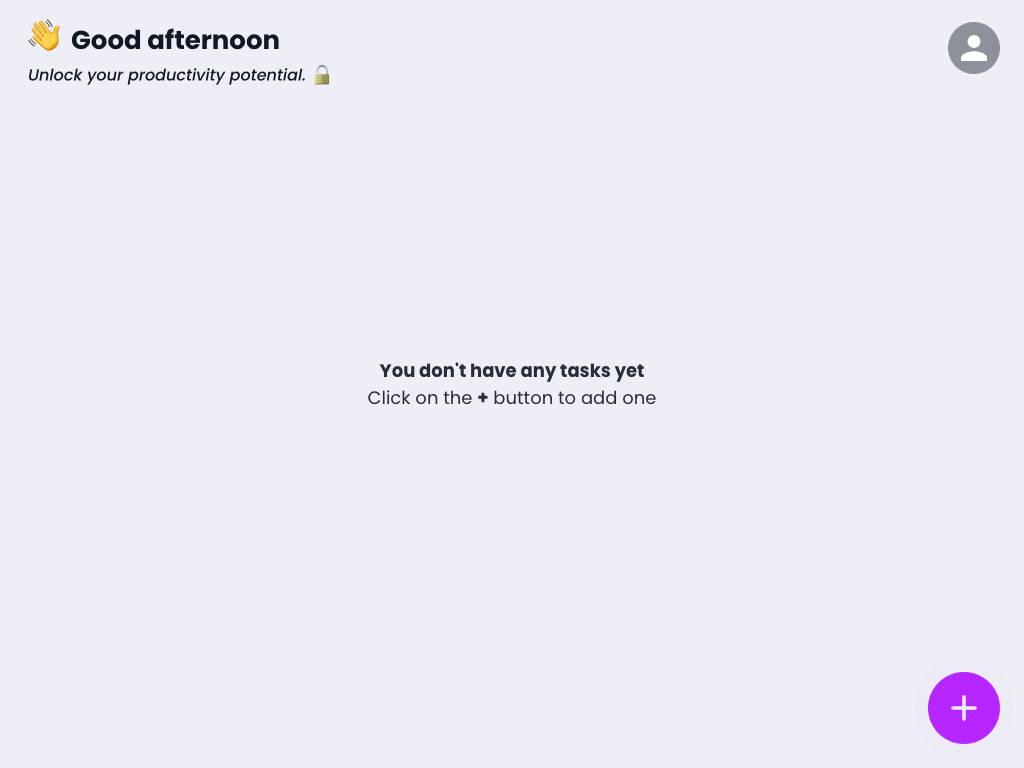 👋 Good afternoon
Unlock your productivity potential. 🔓
You don't have any tasks yet
Click on the + button to add one